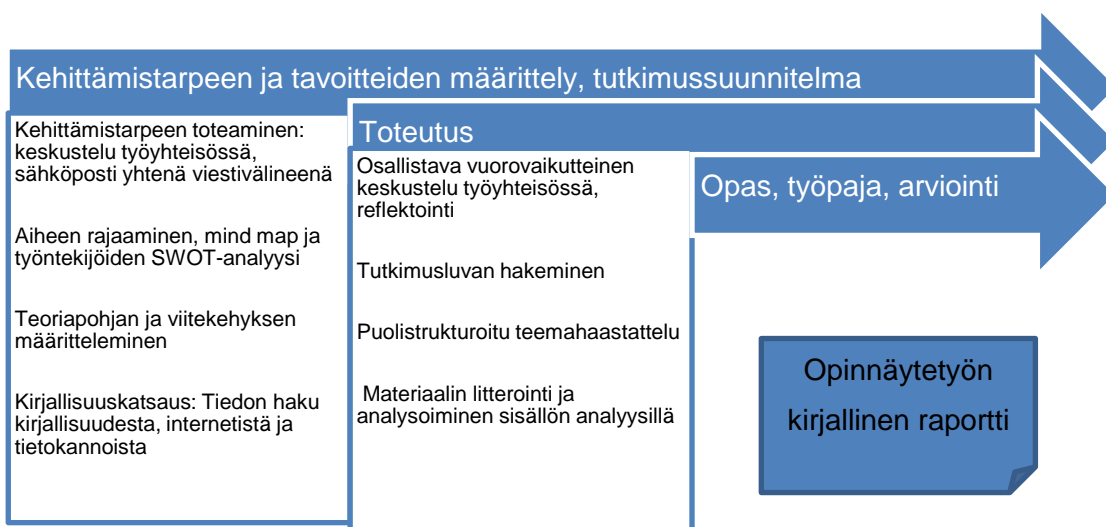 Kehittämistarpeen ja tavoitteiden määrittely, tutkimussuunnitelma
Kehittämistarpeen toteaminen:
keskustelu työyhteisössä,
sähköposti yhtenä viestivälineenä
Aiheen rajaaminen, mind map ja
työntekijöiden SWOT-analyysi
Teoriapohjan ja viitekehyksen
määritteleminen
Kirjallisuuskatsaus: Tiedon haku
kirjallisuudesta, internetistä ja
tietokannoista
Toteutus
Osallistava vuorovaikutteinen
keskustelu työyhteisössä,
reflektointi
Tutkimusluvan hakeminen
Puolistrukturoitu teemahaastattelu
Materiaalin litterointi ja
analysoiminen sisällön analyysillä
Opas, työpaja, arviointi
Opinnäytetyön
kirjallinen raportti